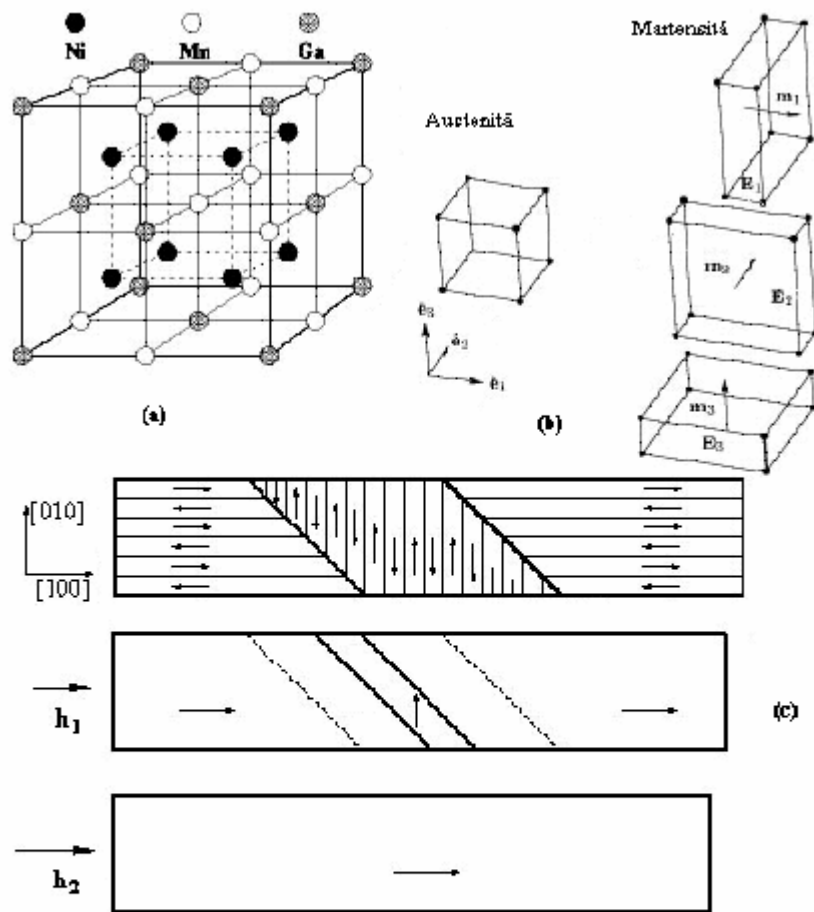 Ni Mn Ga
Martensită
m₁
Austenită
E₁
m₂
E₂
ê₃
ê₂
ê₁
m₃
E₃
(a)
(b)
[010]
[100]
h₁
(c)
h₂